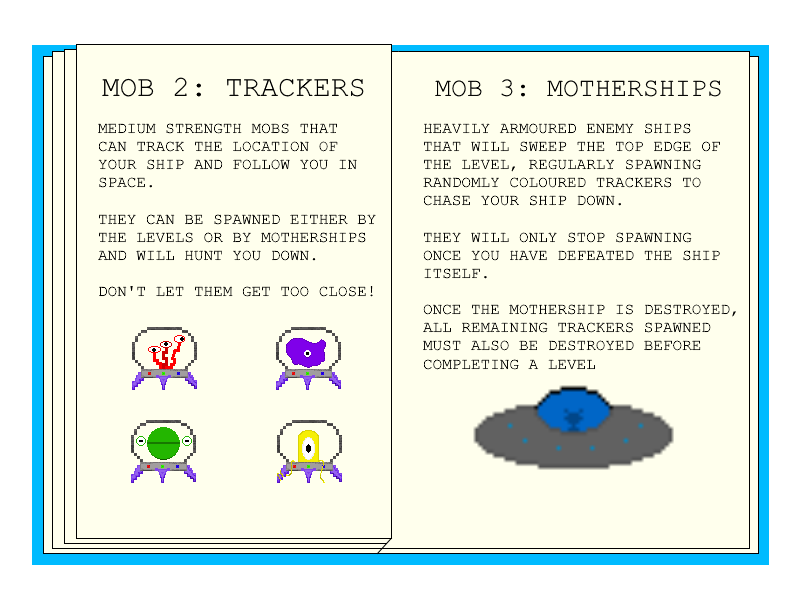 MOB 2: TRACKERS
MEDIUM STRENGTH MOBS THAT
CAN TRACK THE LOCATION OF
YOUR SHIP AND FOLLOW YOU IN
SPACE.
THEY CAN BE SPAWNED EITHER BY
THE LEVELS OR BY MOTHERSHIPS
AND WILL HUNT YOU DOWN.
DON'T LET THEM GET TOO CLOSE!
MOB 3: MOTHERSHIPS
HEAVILY ARMOURED ENEMY SHIPS
THAT WILL SWEEP THE TOP EDGE OF
THE LEVEL, REGULARLY SPAWNING
RANDOMLY COLOURED TRACKERS TO
CHASE YOUR SHIP DOWN.
THEY WILL ONLY STOP SPAWNING
ONCE YOU HAVE DEFEATED THE SHIP
ITSELF.
ONCE THE MOTHERSHIP IS DESTROYED,
ALL REMAINING TRACKERS SPAWNED
MUST ALSO BE DESTROYED BEFORE
COMPLETING A LEVEL